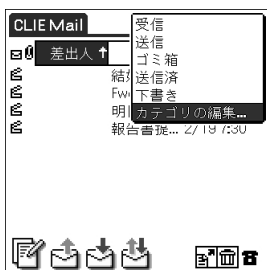 CLIE Mail
受信
送信
ゴミ箱
送信済
下書き
カテゴリの編集...
差出人
結
Fw
明
報告書提... 2/19 7:30